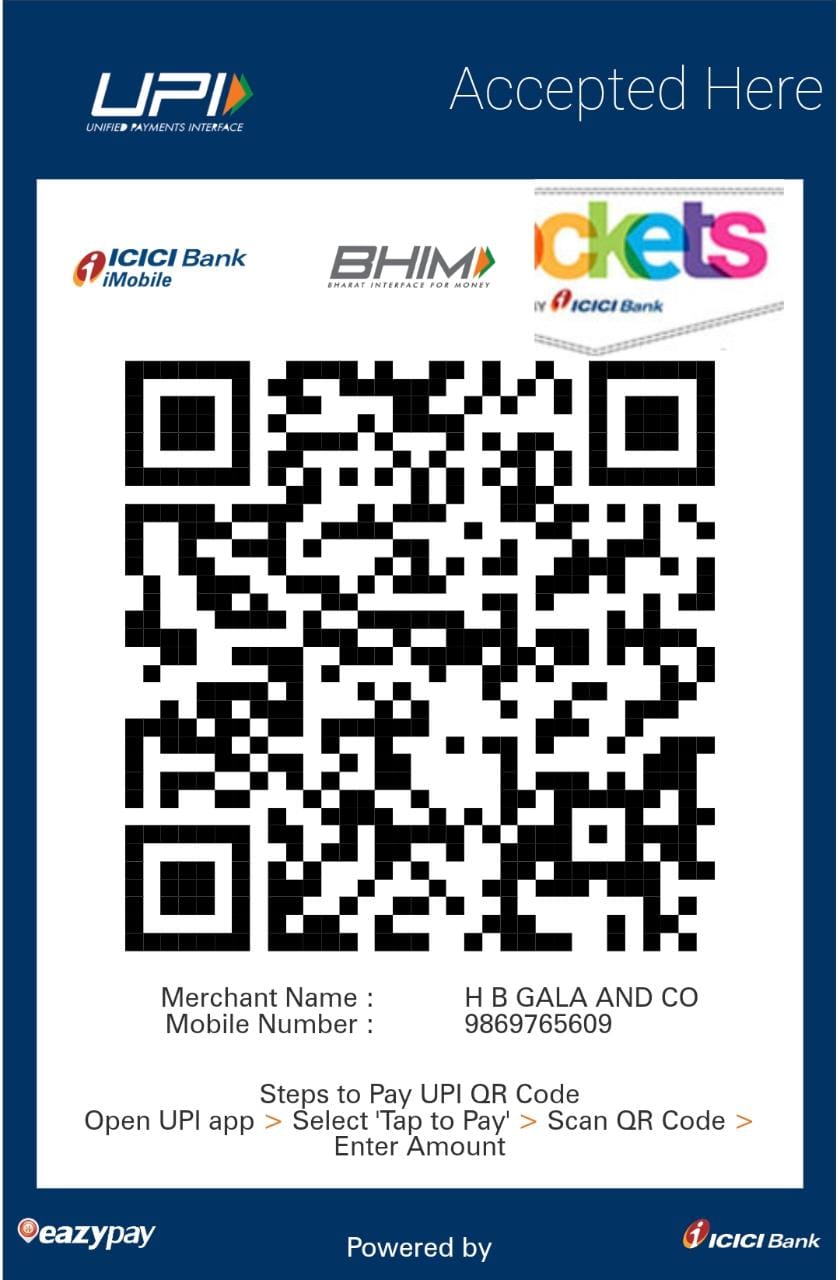 UPI
UNIFIED PAYMENTS INTERFACE
Accepted Here
ICICI Bank
iMobile
BHIM
BHARAT INTERFACE FOR MONEY
ckets
ICICI Bank
Merchant Name : H B GALA AND CO
Mobile Number : 9869765609
Steps to Pay UPI QR Code
Open UPI app > Select 'Tap to Pay' > Scan QR Code >
Enter Amount
eazypay
Powered by
ICICI Bank